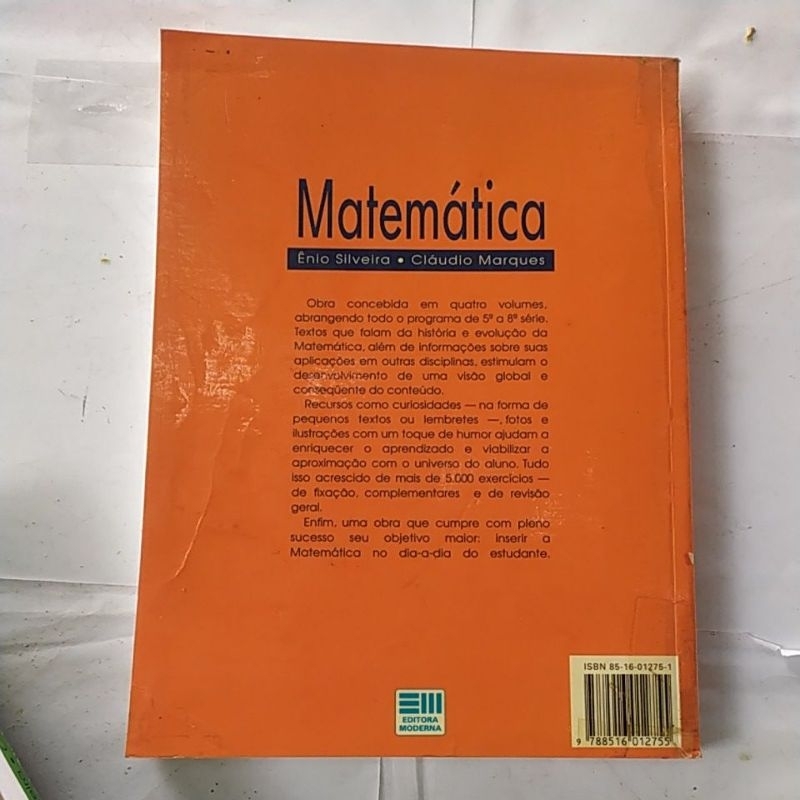 Matemática
Ênio Silveira • Cláudio Marques
Obra concebida em quatro volumes,
abrangendo todo o programa de 5ª a 8ª série.
Textos que falam da história e evolução da
Matemática, além de informações sobre suas
aplicações em outras disciplinas, estimulam o
desenvolvimento de uma visão global e
conseqüente do conteúdo.
Recursos como curiosidades — na forma de
pequenos textos ou lembretes —, fotos e
ilustrações com um toque de humor ajudam a
enriquecer o aprendizado e viabilizar a
aproximação com o universo do aluno. Tudo
isso acrescido de mais de 5.000 exercícios —
de fixação, complementares e de revisão
geral.
Enfim, uma obra que cumpre com pleno
sucesso seu objetivo maior: inserir a
Matemática no dia-a-dia do estudante.
ISBN 85-16-01275-1
9 788516 012755
EDITORA
MODERNA